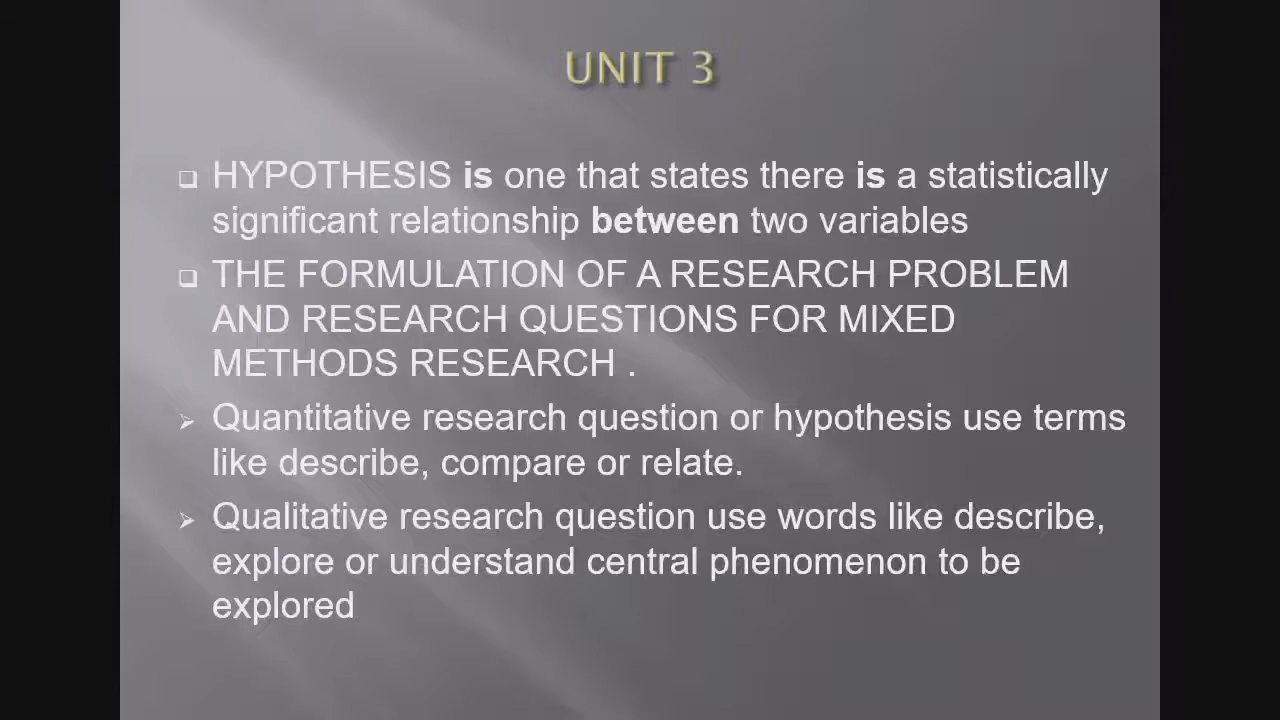 UNIT 3
HYPOTHESIS is one that states there is a statistically
significant relationship between two variables
THE FORMULATION OF A RESEARCH PROBLEM
AND RESEARCH QUESTIONS FOR MIXED
METHODS RESEARCH .
Quantitative research question or hypothesis use terms
like describe, compare or relate.
Qualitative research question use words like describe,
explore or understand central phenomenon to be
explored